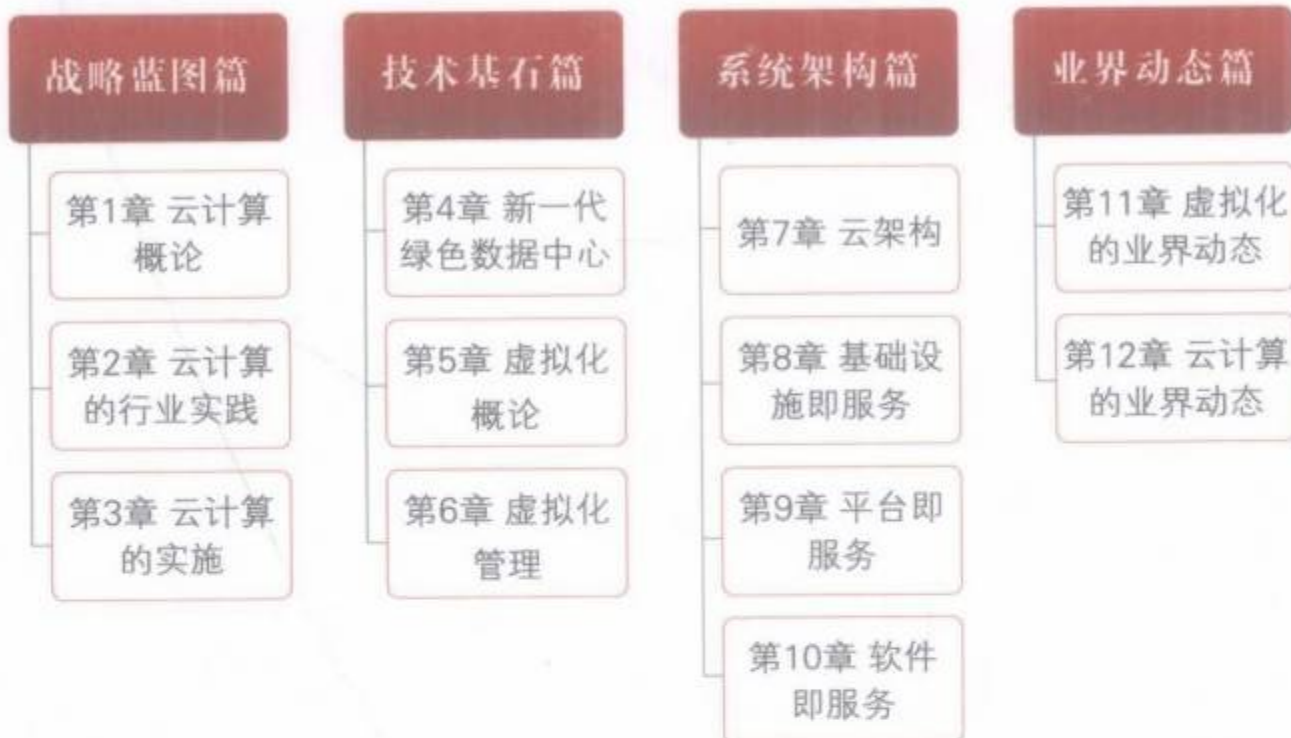 战略蓝图篇
第1章 云计算
概论
第2章 云计算
的行业实践
第3章 云计算
的实施
技术基石篇
第4章 新一代
绿色数据中心
第5章 虚拟化
概论
第6章 虚拟化
管理
系统架构篇
第7章 云架构
第8章 基础设
施即服务
第9章 平台即
服务
第10章 软件
即服务
业界动态篇
第11章 虚拟化
的业界动态
第12章 云计算
的业界动态